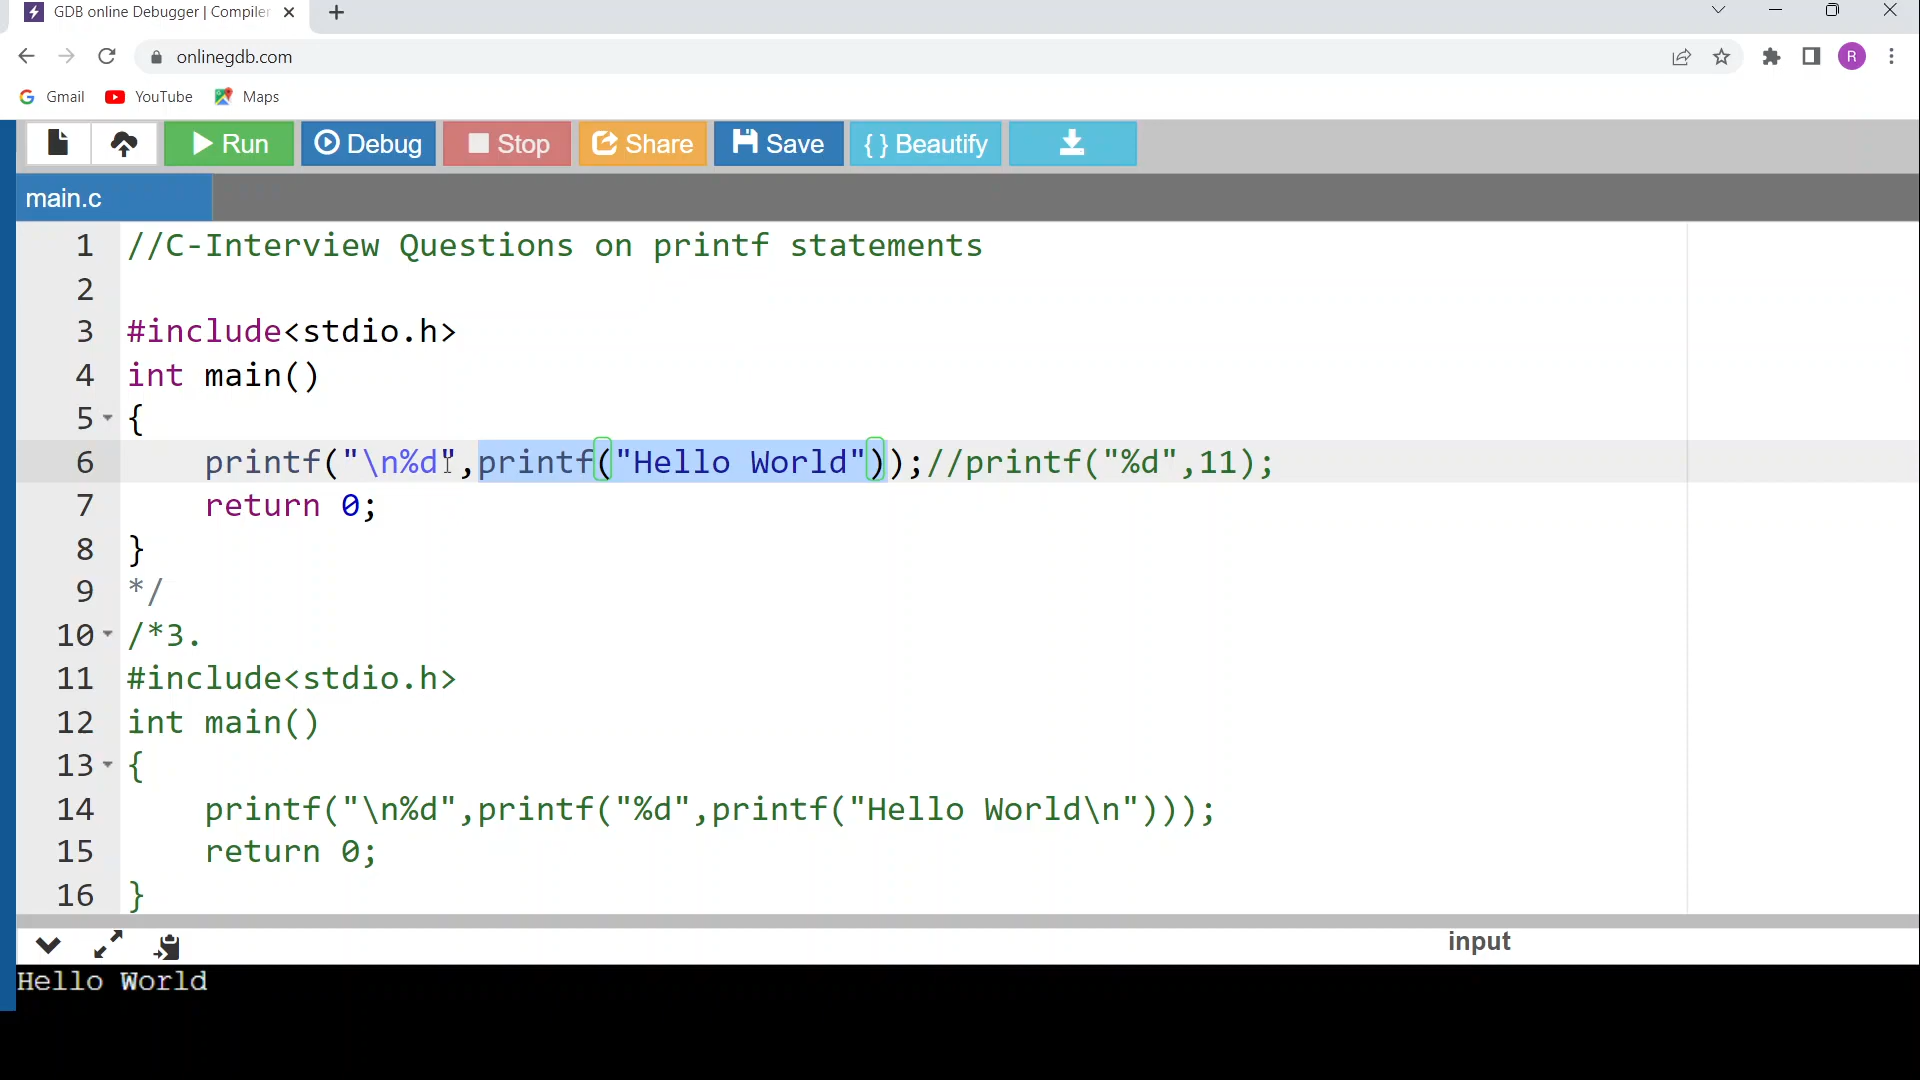 GDB online Debugger | Compiler
onlinegdb.com
R
Gmail YouTube Maps
Run Debug Stop Share Save { } Beautify
main.c
1 //C-Interview Questions on printf statements
2
3 #include<stdio.h>
4 int main()
5 {
6 printf("\n%d",printf("Hello World"));//printf("%d",11);
7 return 0;
8 }
9 */
10 /*3.
11 #include<stdio.h>
12 int main()
13 {
14 printf("\n%d",printf("%d",printf("Hello World\n")));
15 return 0;
16 }
input
Hello World